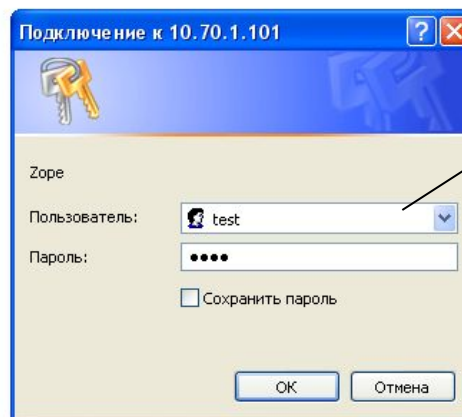 Подключение к 10.70.1.101
Zope
Пользователь: test
Пароль: ••••
Сохранить пароль
OK Отмена